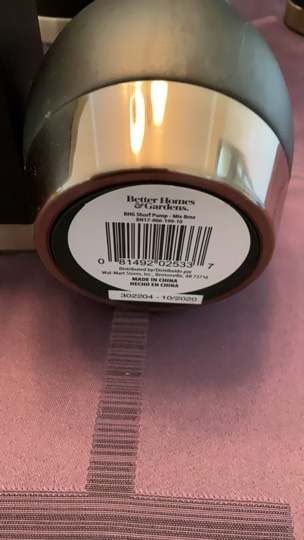 Better Homes
& Gardens.
BHG Short Pump - Mix Brnz
BH17-006-199-10
0 81492 02533 7
Distributed by/Distribuido por
Wal-Mart Stores, Inc., Bentonville, AR 72716
MADE IN CHINA
HECHO EN CHINA
302204 - 10/2020